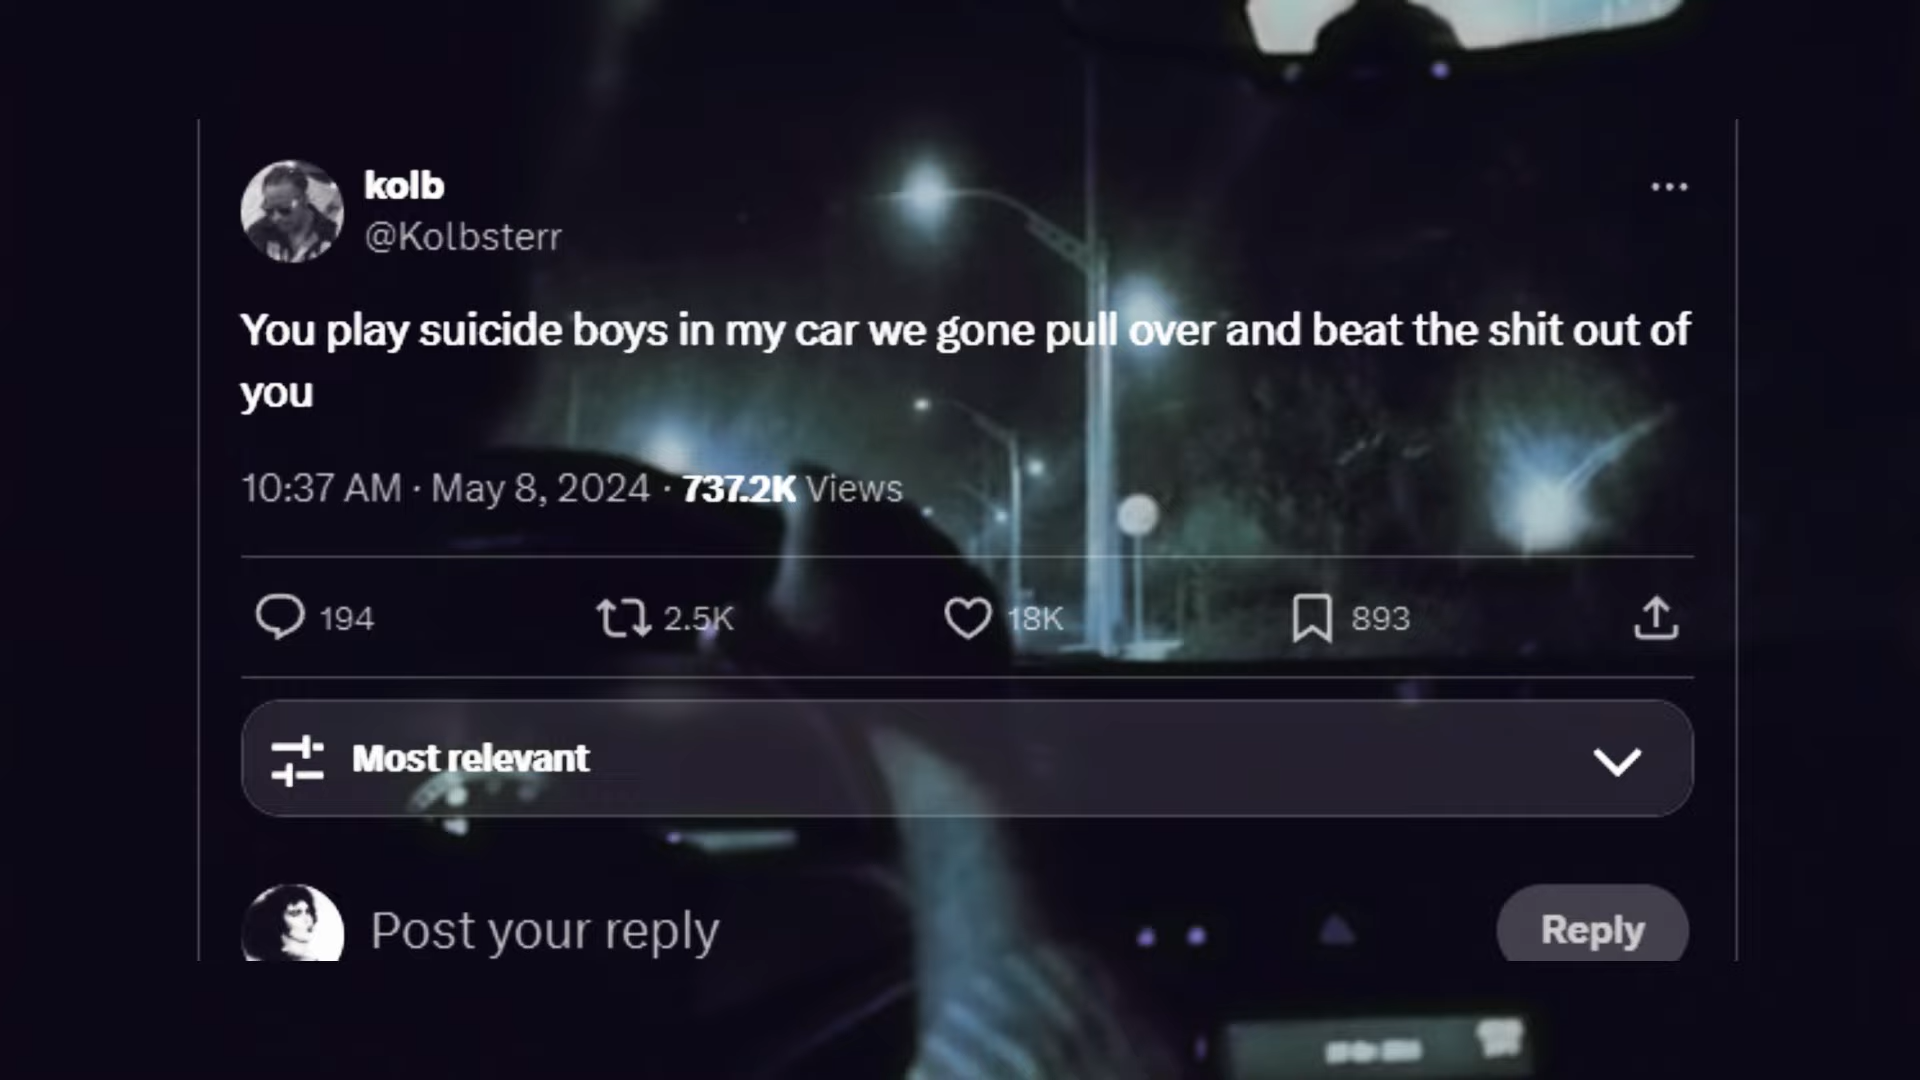 kolb
@Kolbsterr
You play suicide boys in my car we gone pull over and beat the shit out of
you
10:37 AM · May 8, 2024 · 737.2K Views
194 2.5K 18K 893
Most relevant
Post your reply
Reply